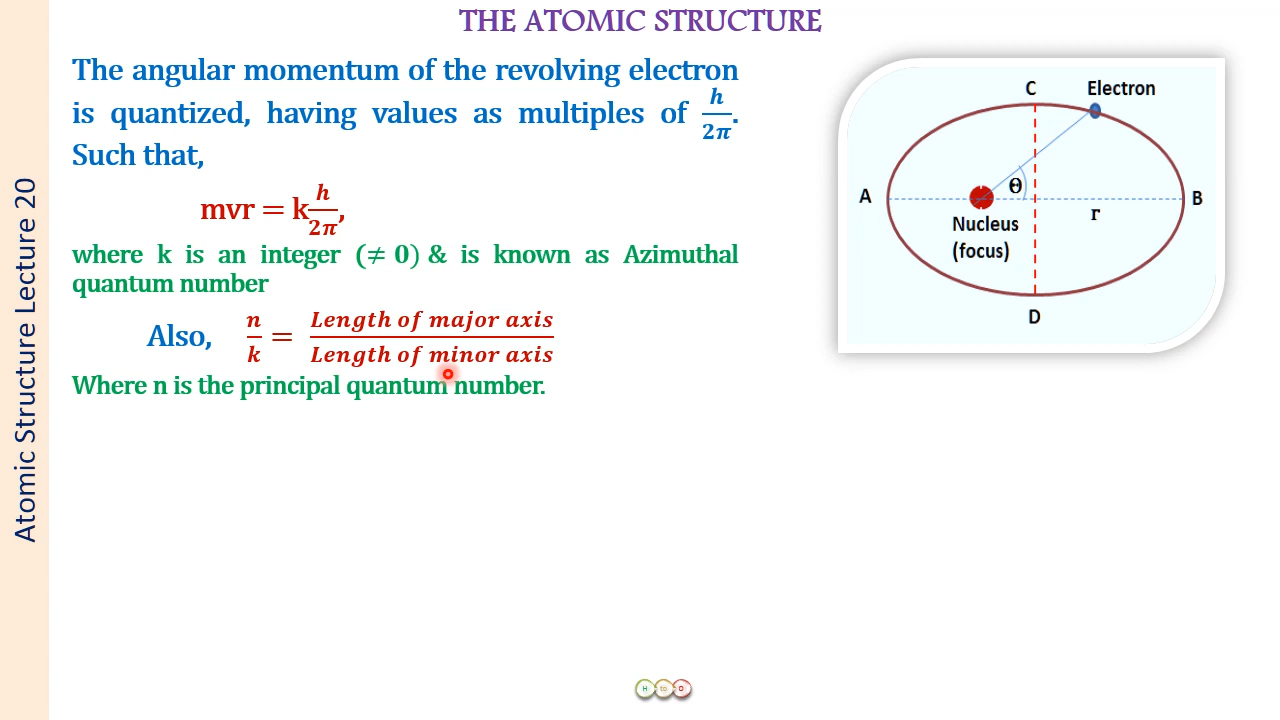 THE ATOMIC STRUCTURE
Atomic Structure Lecture 20
The angular momentum of the revolving electron
is quantized, having values as multiples of h/2π.
Such that,
mvr = k h/2π,
where k is an integer (≠ 0) & is known as Azimuthal
quantum number
Also, n/k = Length of major axis / Length of minor axis
Where n is the principal quantum number.
C
Electron
A
Θ
B
Nucleus
(focus)
r
D
H to O